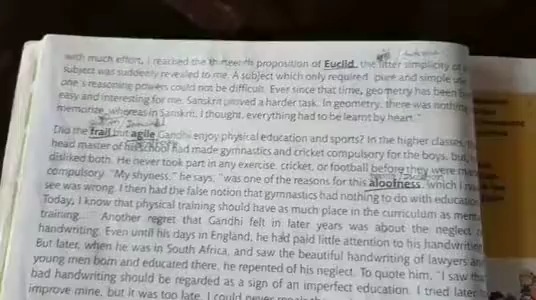 with much effort, I reached the thirteenth proposition of Euclid, the utter simplicity of
subject was suddenly revealed to me. A subject which only required pure and simple use
one's reasoning powers could not be difficult. Ever since that time, geometry has been
easy and interesting for me. Sanskrit proved a harder task. In geometry, there was nothing
memorize, whereas in Sanskrit, I thought, everything had to be learnt by heart."
Did the frail but agile Gandhi enjoy physical education and sports? In the higher classes,
head master of his school had made gymnastics and cricket compulsory for the boys, but,
disliked both. He never took part in any exercise, cricket, or football before they were
compulsory. "My shyness," he says, "was one of the reasons for this aloofness, which I
see was wrong. I then had the false notion that gymnastics had nothing to do with education
Today, I know that physical training should have as much place in the curriculum as
training...." Another regret that Gandhi felt in later years was about the neglect
handwriting. Even until his days in England, he had paid little attention to his handwriting
But later, when he was in South Africa, and saw the beautiful handwriting of lawyers and
young men born and educated there, he repented of his neglect. To quote him, "I saw that
bad handwriting should be regarded as a sign of an imperfect education. I tried later
improve mine, but it was too late. I could never